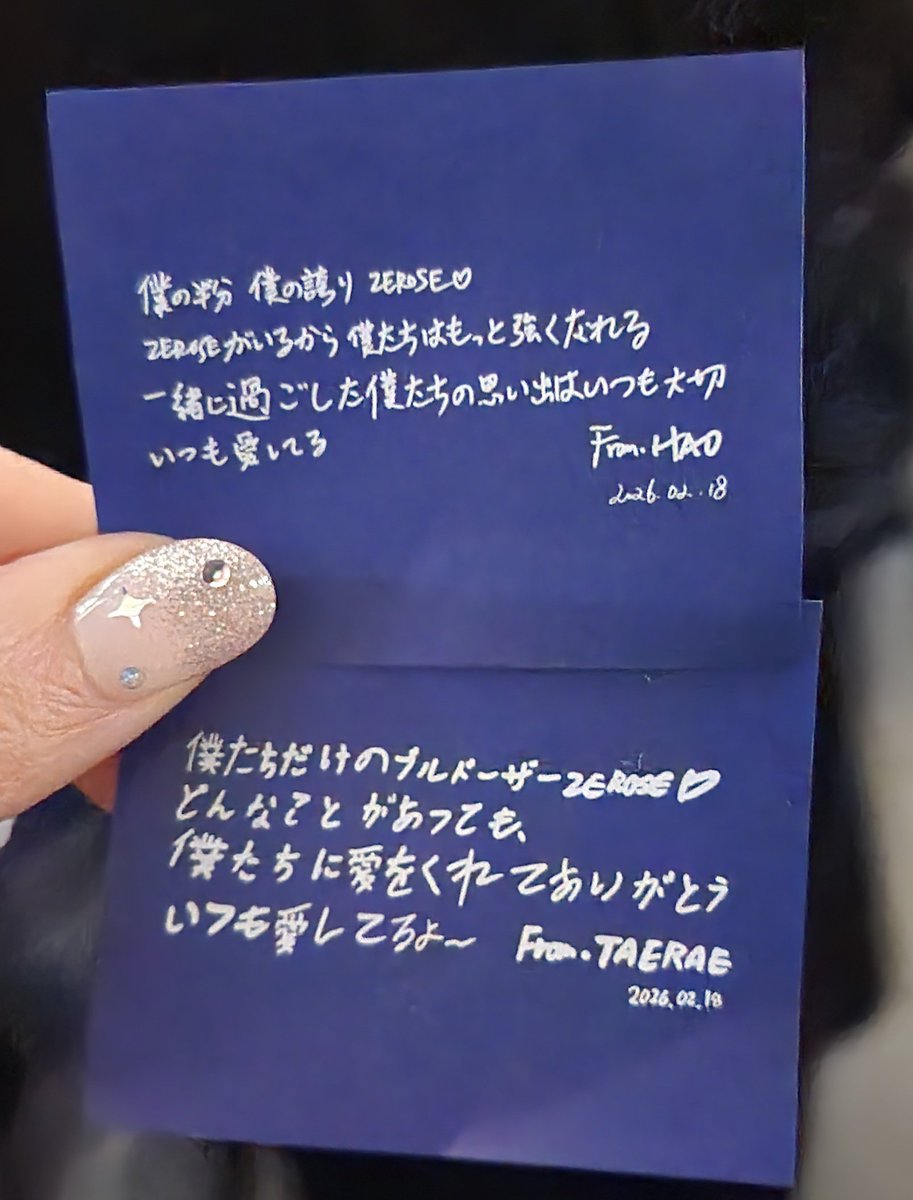 僕の半分 僕の誇り ZEROSE♡
ZEROSEがいるから 僕たちはもっと強くなれる
一緒に過ごした僕たちの思い出はいつも大切
いつも愛してる From. HAO
2026.02.18
僕たちだけのブルドーザーZEROSE♡
どんなことがあっても、
僕たちに愛をくれてありがとう
いつも愛してるよ〜 From. TAERAE
2026.02.18